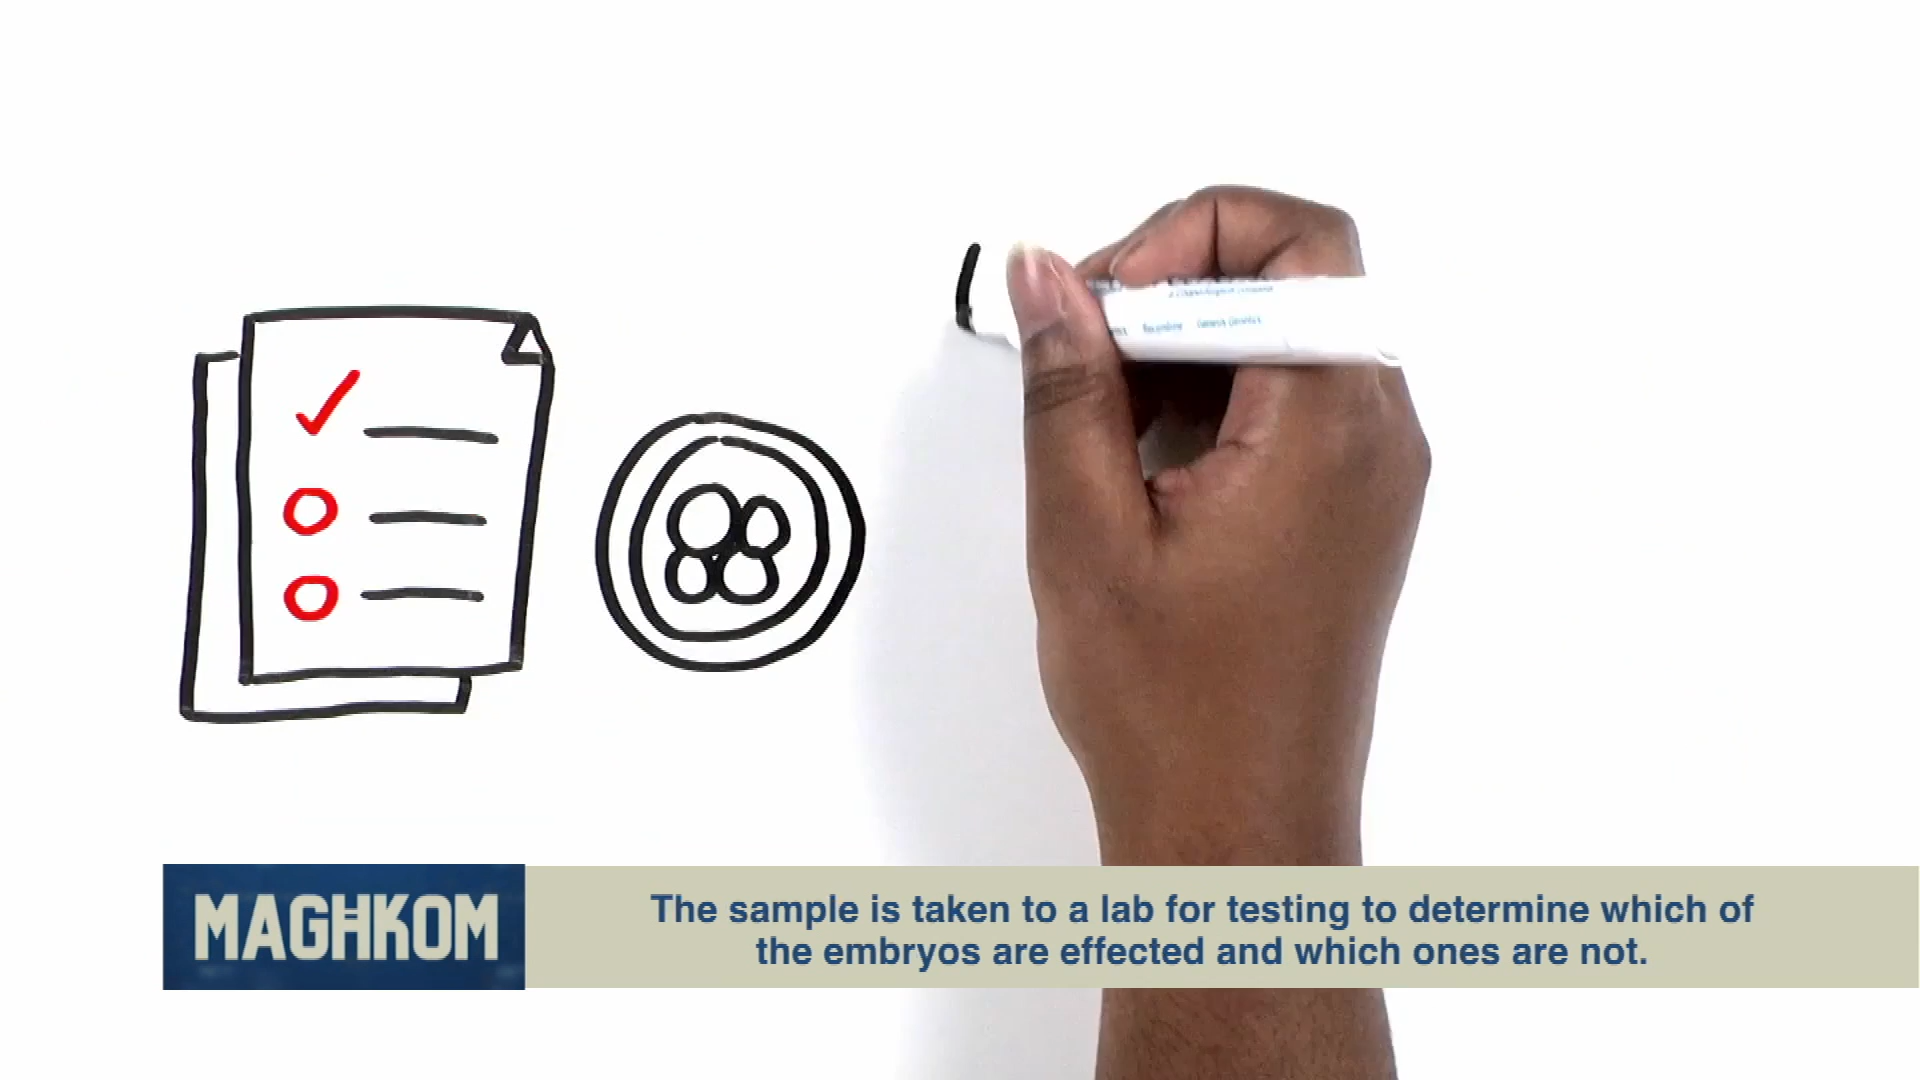 MAGHKOM
The sample is taken to a lab for testing to determine which of
the embryos are effected and which ones are not.